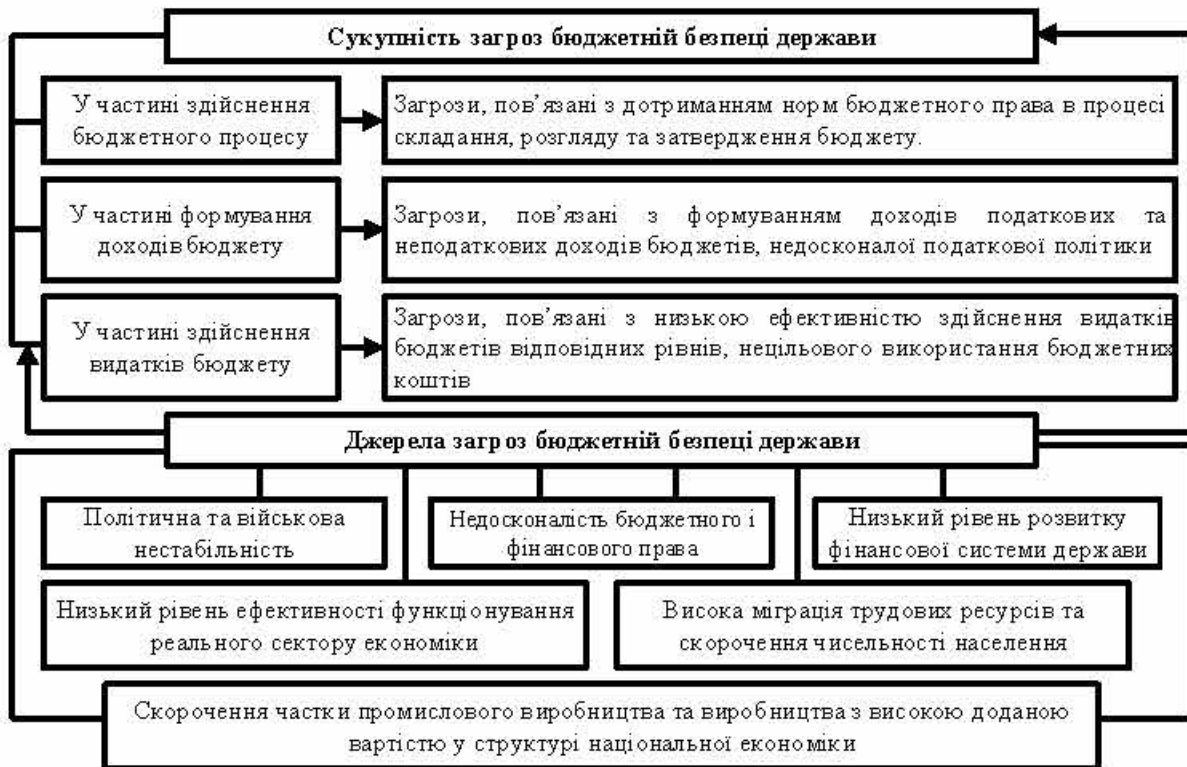 Сукупність загроз бюджетній безпеці держави
У частині здійснення
бюджетного процесу
Загрози, пов’язані з дотриманням норм бюджетного права в процесі
складання, розгляду та затвердження бюджету.
У частині формування
доходів бюджету
Загрози, пов’язані з формуванням доходів податкових та
неподаткових доходів бюджетів, недосконалої податкової політики
У частині здійснення
видатків бюджету
Загрози, пов’язані з низькою ефективністю здійснення видатків
бюджетів відповідних рівнів, нецільового використання бюджетних
коштів
Джерела загроз бюджетній безпеці держави
Політична та військова
нестабільність
Недосконалість бюджетного і
фінансового права
Низький рівень розвитку
фінансової системи держави
Низький рівень ефективності функціонування
реального сектору економіки
Висока міграція трудових ресурсів та
скорочення чисельності населення
Скорочення частки промислового виробництва та виробництва з високою доданою
вартістю у структурі національної економіки